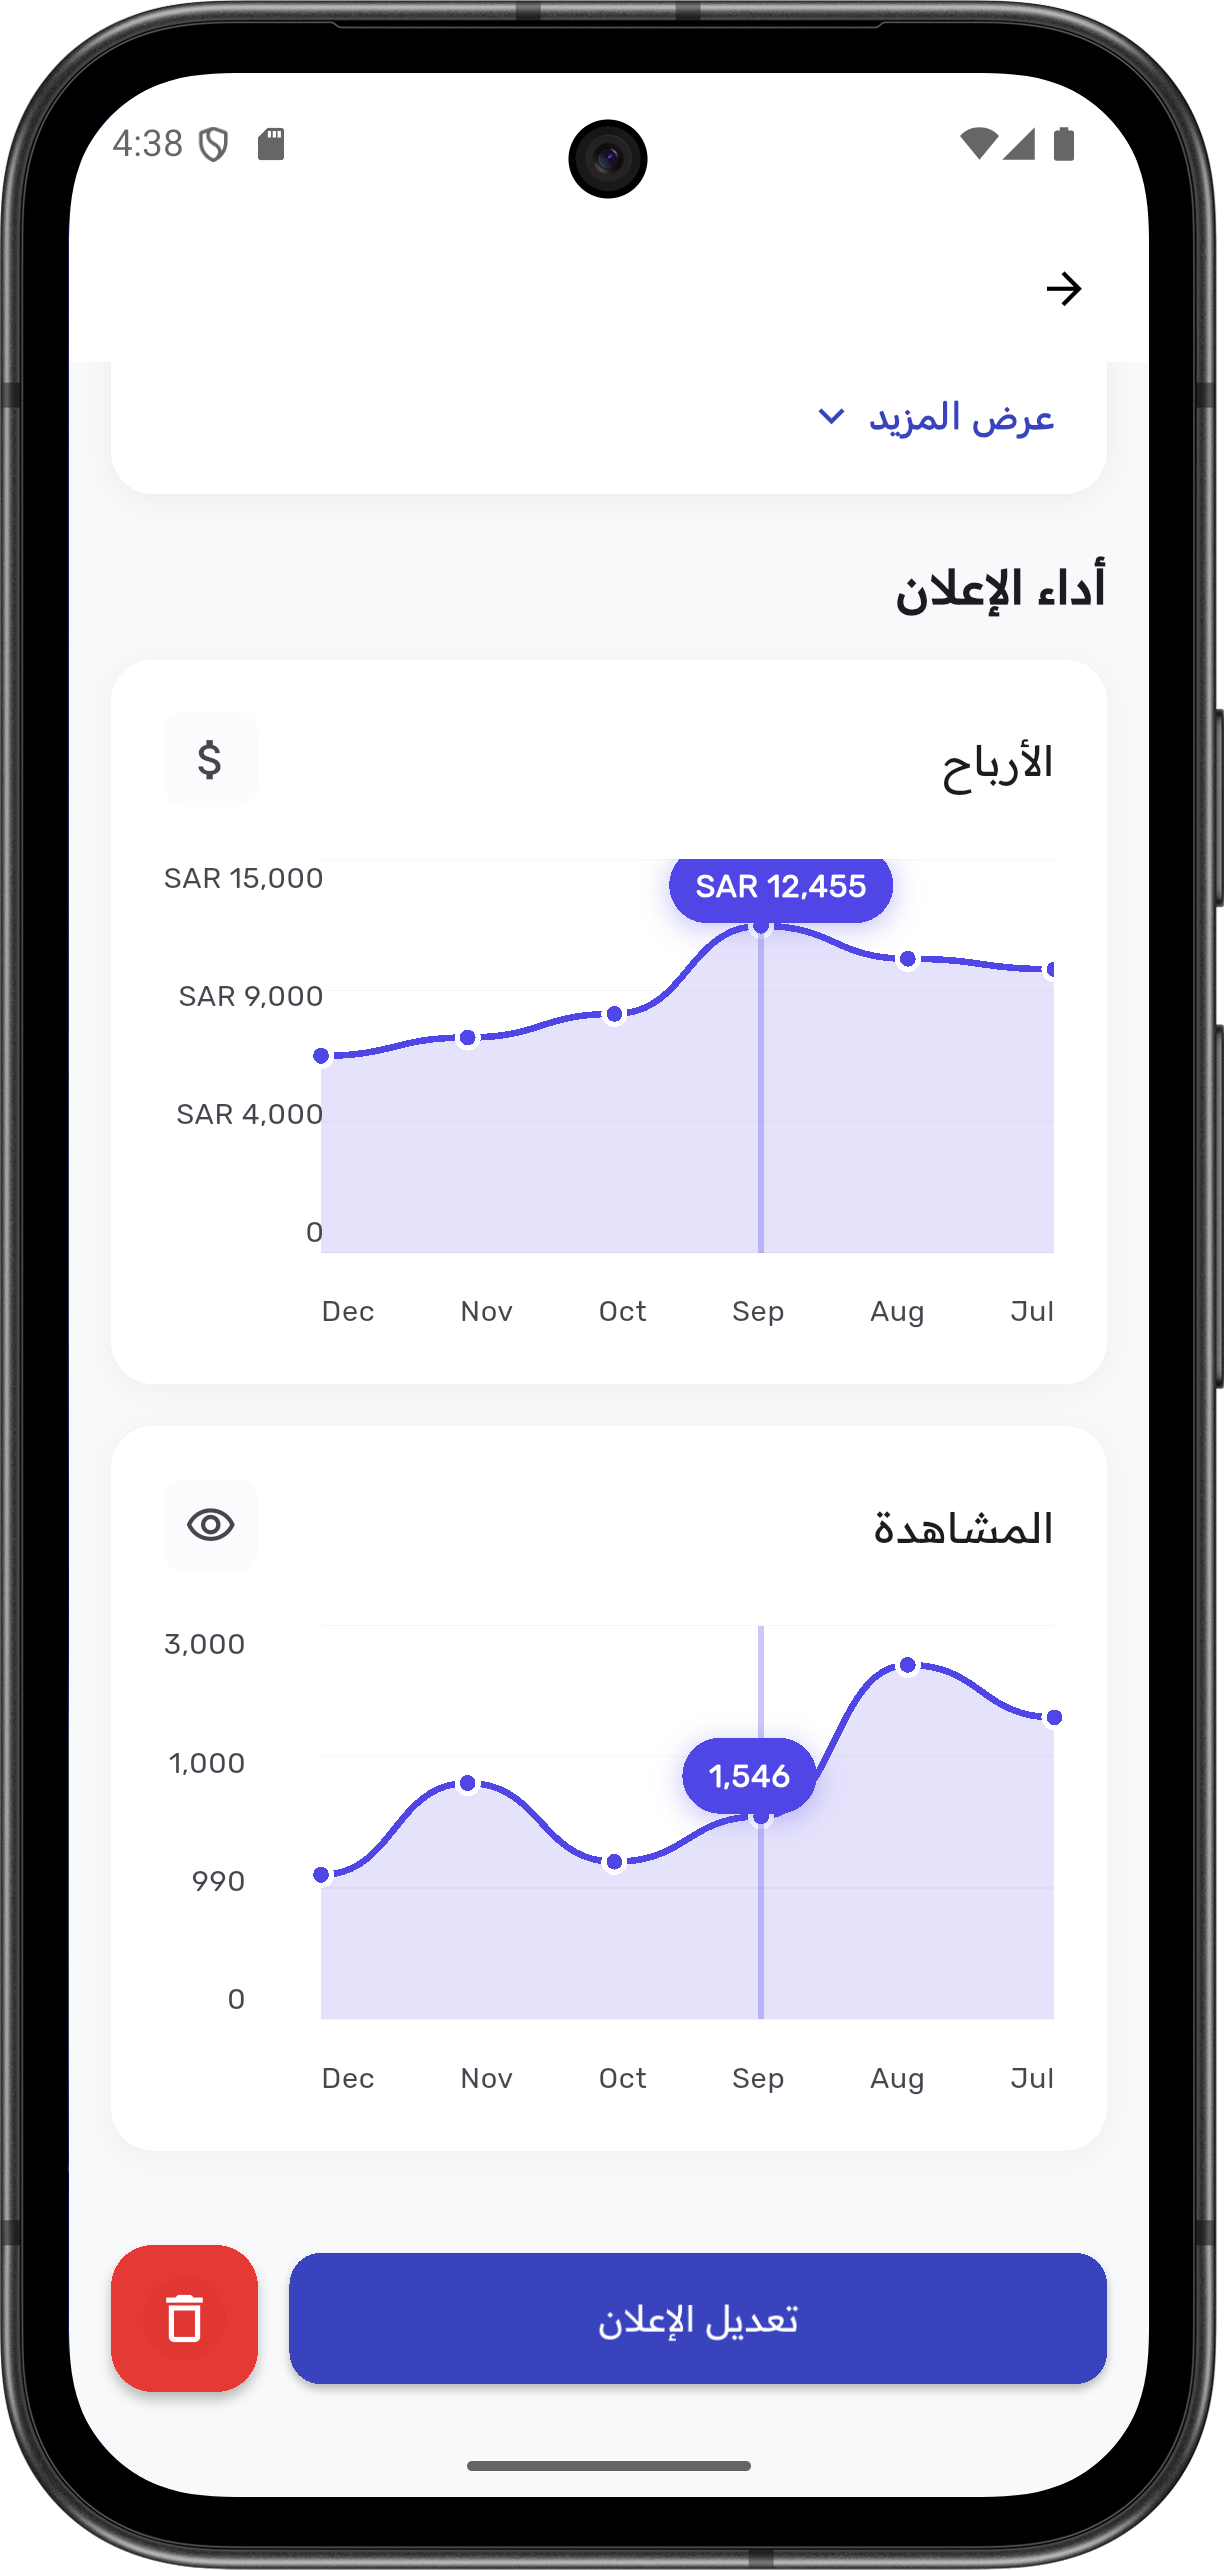 4:38
عرض المزيد
أداء الإعلان
الأرباح
$
SAR 15,000
SAR 12,455
SAR 9,000
SAR 4,000
0
Dec Nov Oct Sep Aug Jul
المشاهدة
3,000
1,000
1,546
990
0
Dec Nov Oct Sep Aug Jul
تعديل الإعلان